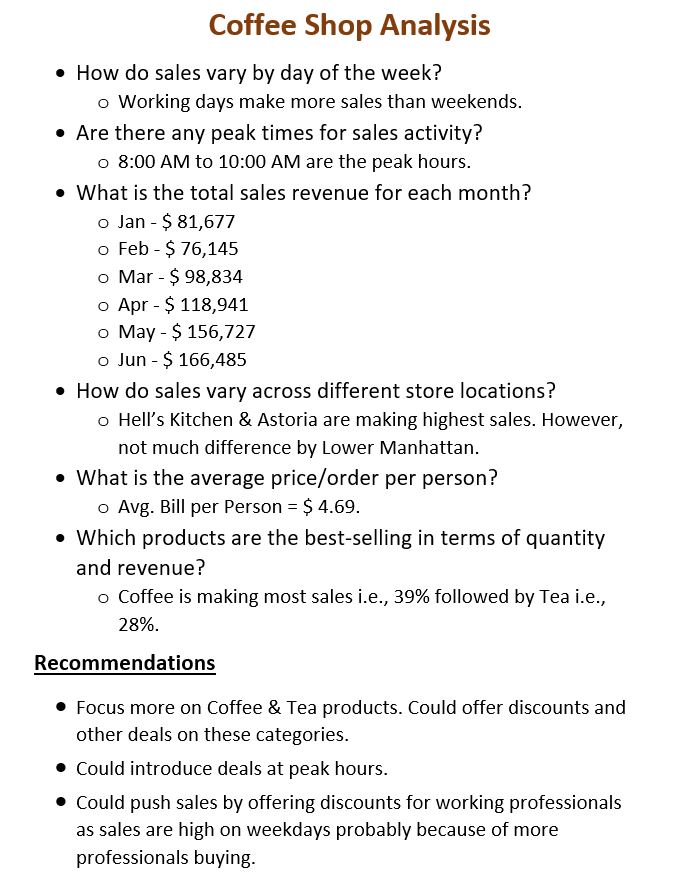 Coffee Shop Analysis
• How do sales vary by day of the week?
o Working days make more sales than weekends.
• Are there any peak times for sales activity?
o 8:00 AM to 10:00 AM are the peak hours.
• What is the total sales revenue for each month?
o Jan - $ 81,677
o Feb - $ 76,145
o Mar - $ 98,834
o Apr - $ 118,941
o May - $ 156,727
o Jun - $ 166,485
• How do sales vary across different store locations?
o Hell’s Kitchen & Astoria are making highest sales. However,
not much difference by Lower Manhattan.
• What is the average price/order per person?
o Avg. Bill per Person = $ 4.69.
• Which products are the best-selling in terms of quantity
and revenue?
o Coffee is making most sales i.e., 39% followed by Tea i.e.,
28%.
Recommendations
• Focus more on Coffee & Tea products. Could offer discounts and
other deals on these categories.
• Could introduce deals at peak hours.
• Could push sales by offering discounts for working professionals
as sales are high on weekdays probably because of more
professionals buying.